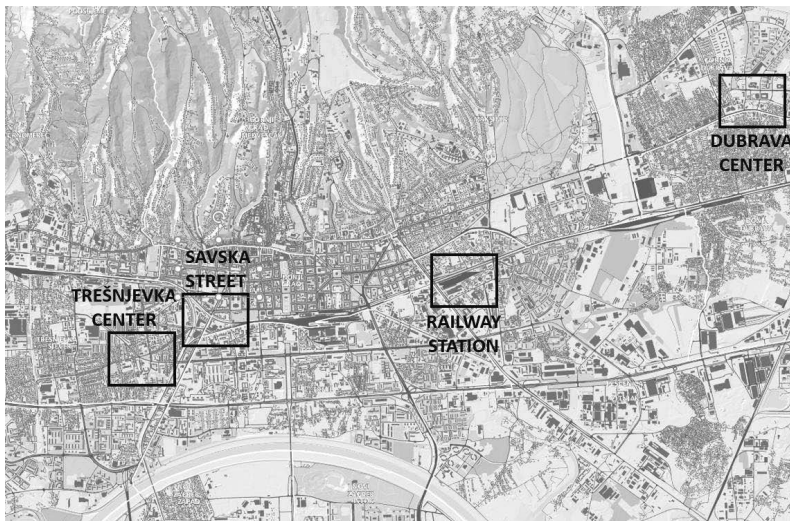 DUBRAVA
CENTER
SAVSKA
STREET
TREŠNJEVKA
CENTER
RAILWAY
STATION